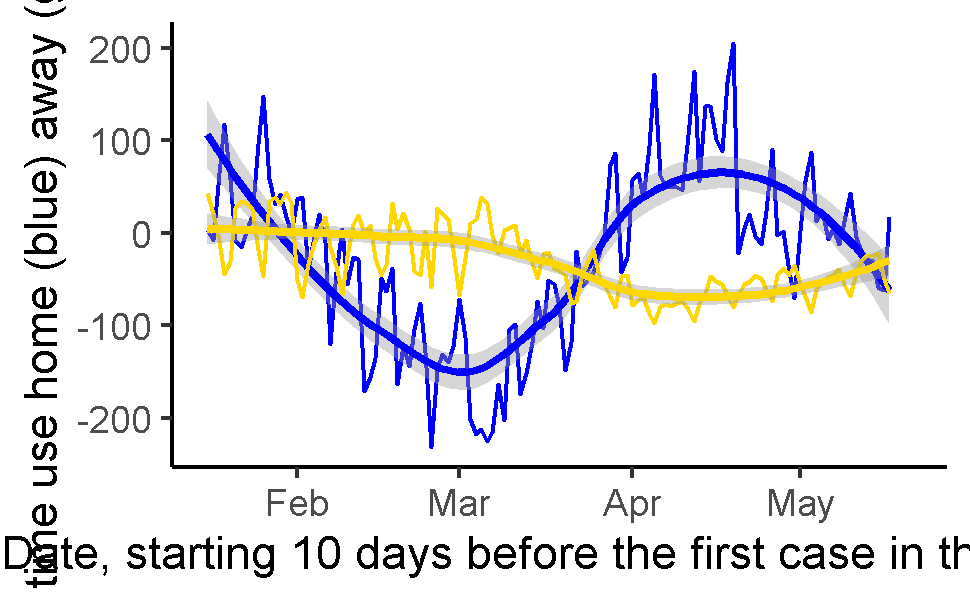 time use home (blue) away (
200
100
0
-100
-200
Feb Mar Apr May
Date, starting 10 days before the first case in th